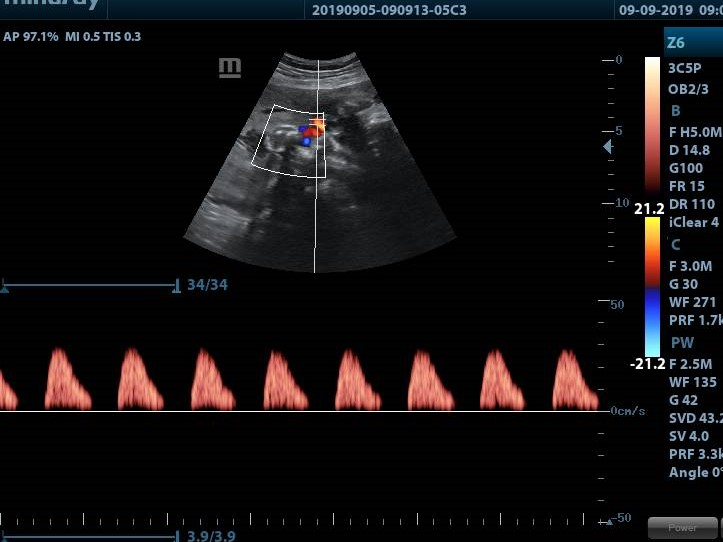 20190905-090913-05C3
09-09-2019 09:0
AP 97.1% MI 0.5 TIS 0.3
m
Z6
3C5P
OB2/3
B
F H5.0M
D 14.8
G100
FR 15
DR 110
iClear 4
C
F 3.0M
G 30
WF 271
PRF 1.7k
PW
F 2.5M
WF 135
G 42
SVD 43.2
SV 4.0
PRF 3.3k
Angle 0°
Power
0
5
10
21.2
-21.2
34/34
50
0cm/s
-50
3.9/3.9